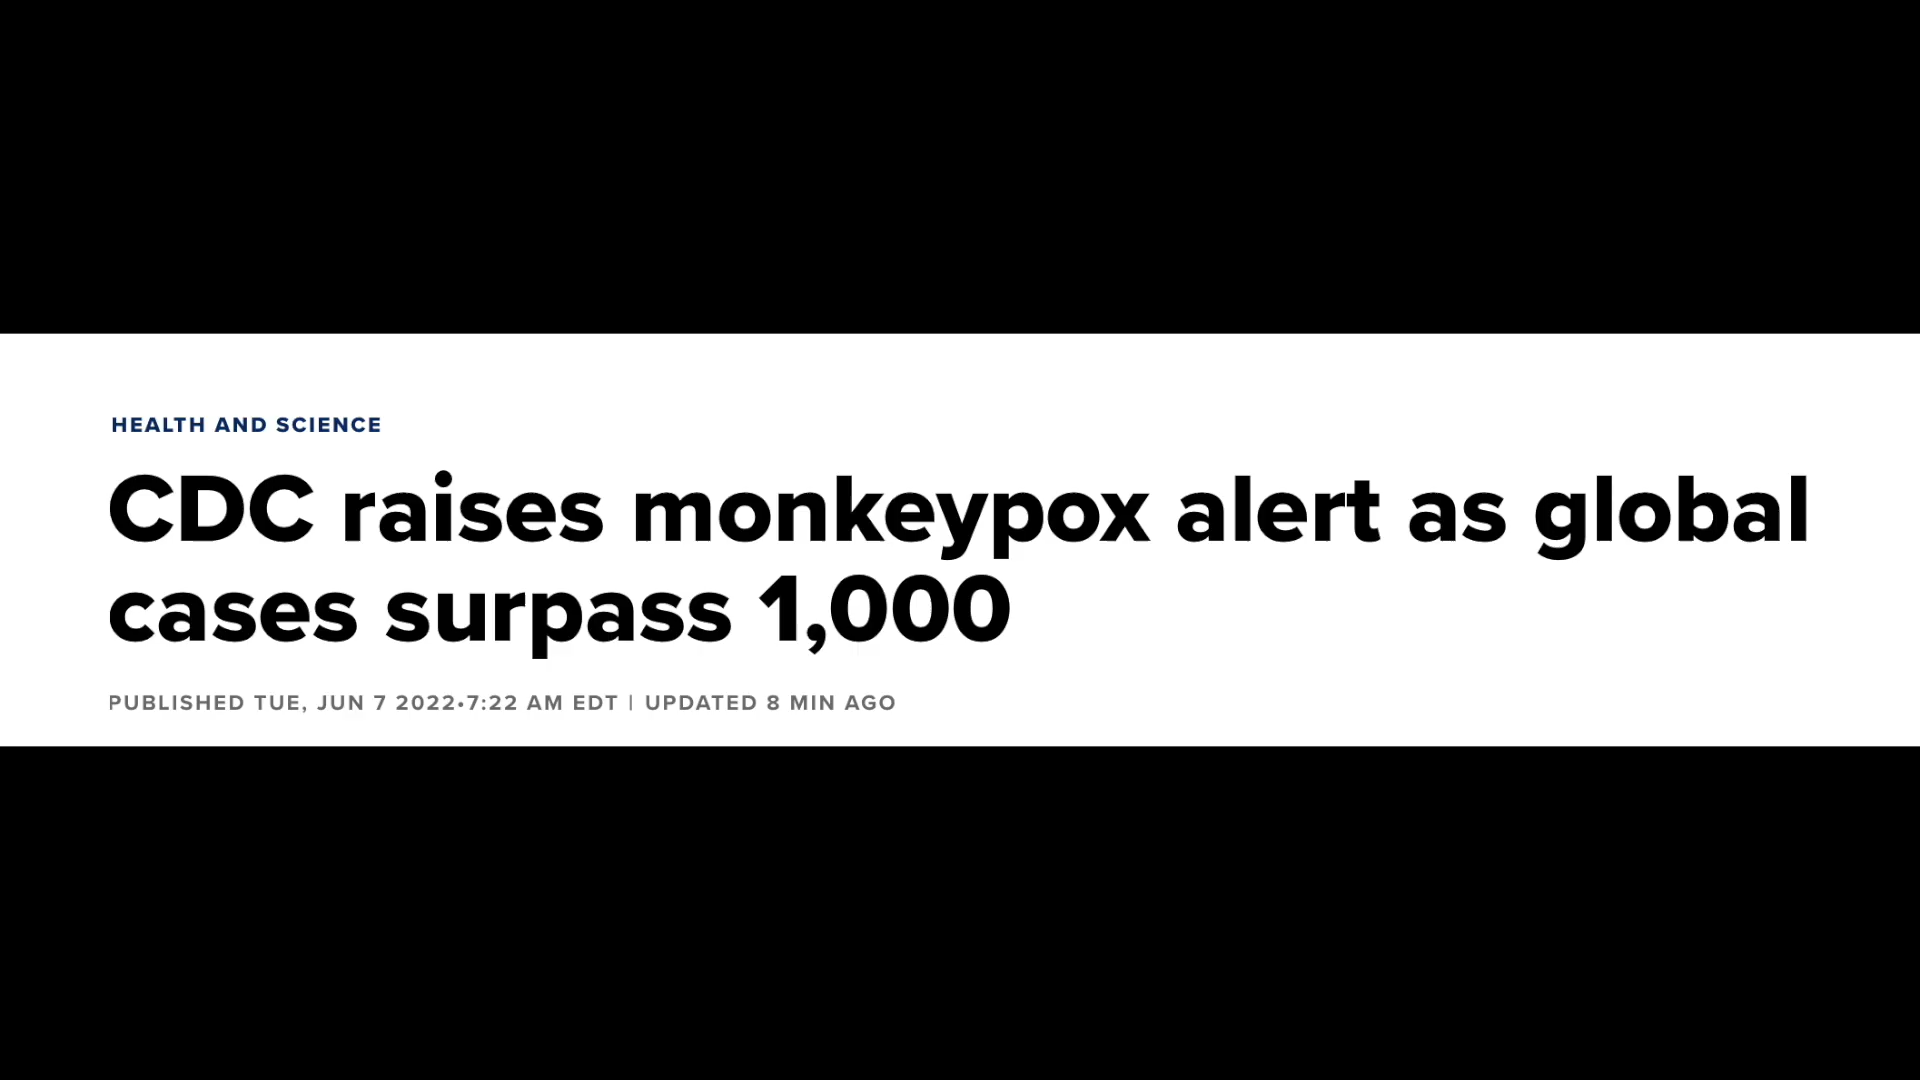 HEALTH AND SCIENCE
CDC raises monkeypox alert as global
cases surpass 1,000
PUBLISHED TUE, JUN 7 2022•7:22 AM EDT | UPDATED 8 MIN AGO